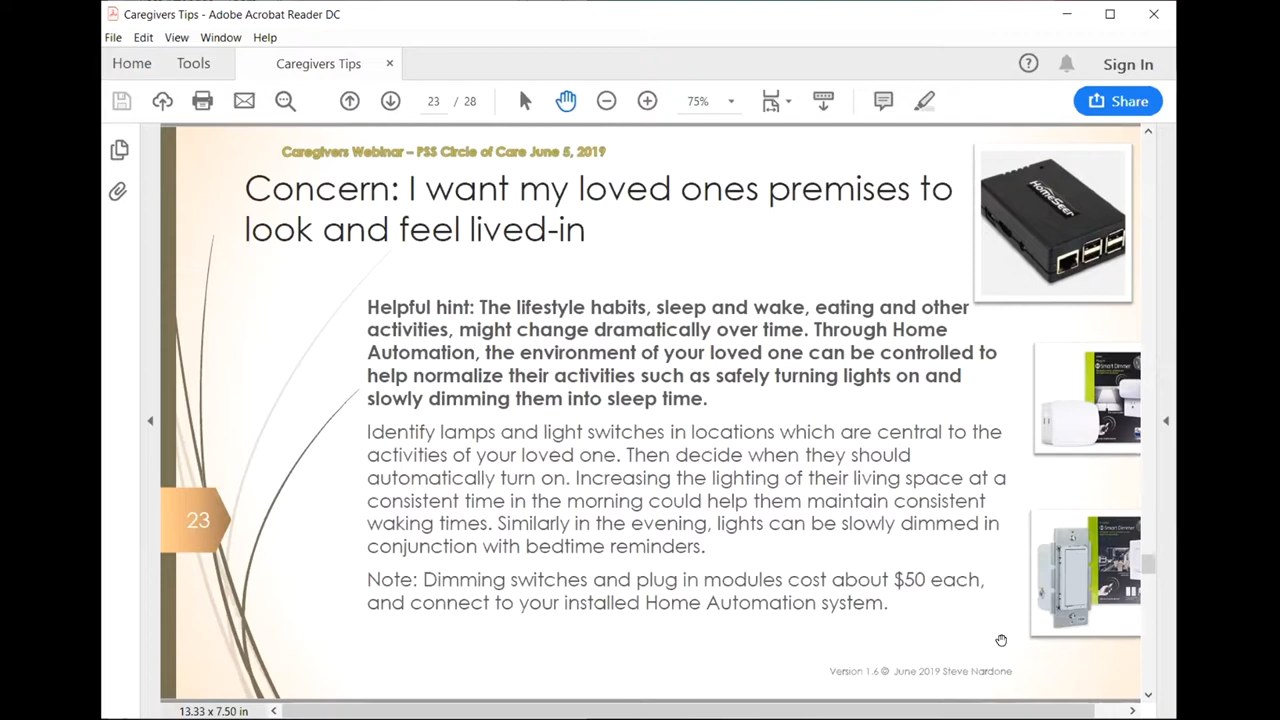 Caregivers Tips - Adobe Acrobat Reader DC
File Edit View Window Help
Home Tools Caregivers Tips × Sign In
23 / 28 75% Share
Caregivers Webinar – PSS Circle of Care June 5, 2019
Concern: I want my loved ones premises to
look and feel lived-in
HomeSeer
Helpful hint: The lifestyle habits, sleep and wake, eating and other
activities, might change dramatically over time. Through Home
Automation, the environment of your loved one can be controlled to
help normalize their activities such as safely turning lights on and
slowly dimming them into sleep time.
Smart Dimmer
Identify lamps and light switches in locations which are central to the
activities of your loved one. Then decide when they should
automatically turn on. Increasing the lighting of their living space at a
consistent time in the morning could help them maintain consistent
waking times. Similarly in the evening, lights can be slowly dimmed in
conjunction with bedtime reminders.
23
Smart Dimmer
Note: Dimming switches and plug in modules cost about $50 each,
and connect to your installed Home Automation system.
Version 1.6 © June 2019 Steve Nardone
13.33 x 7.50 in